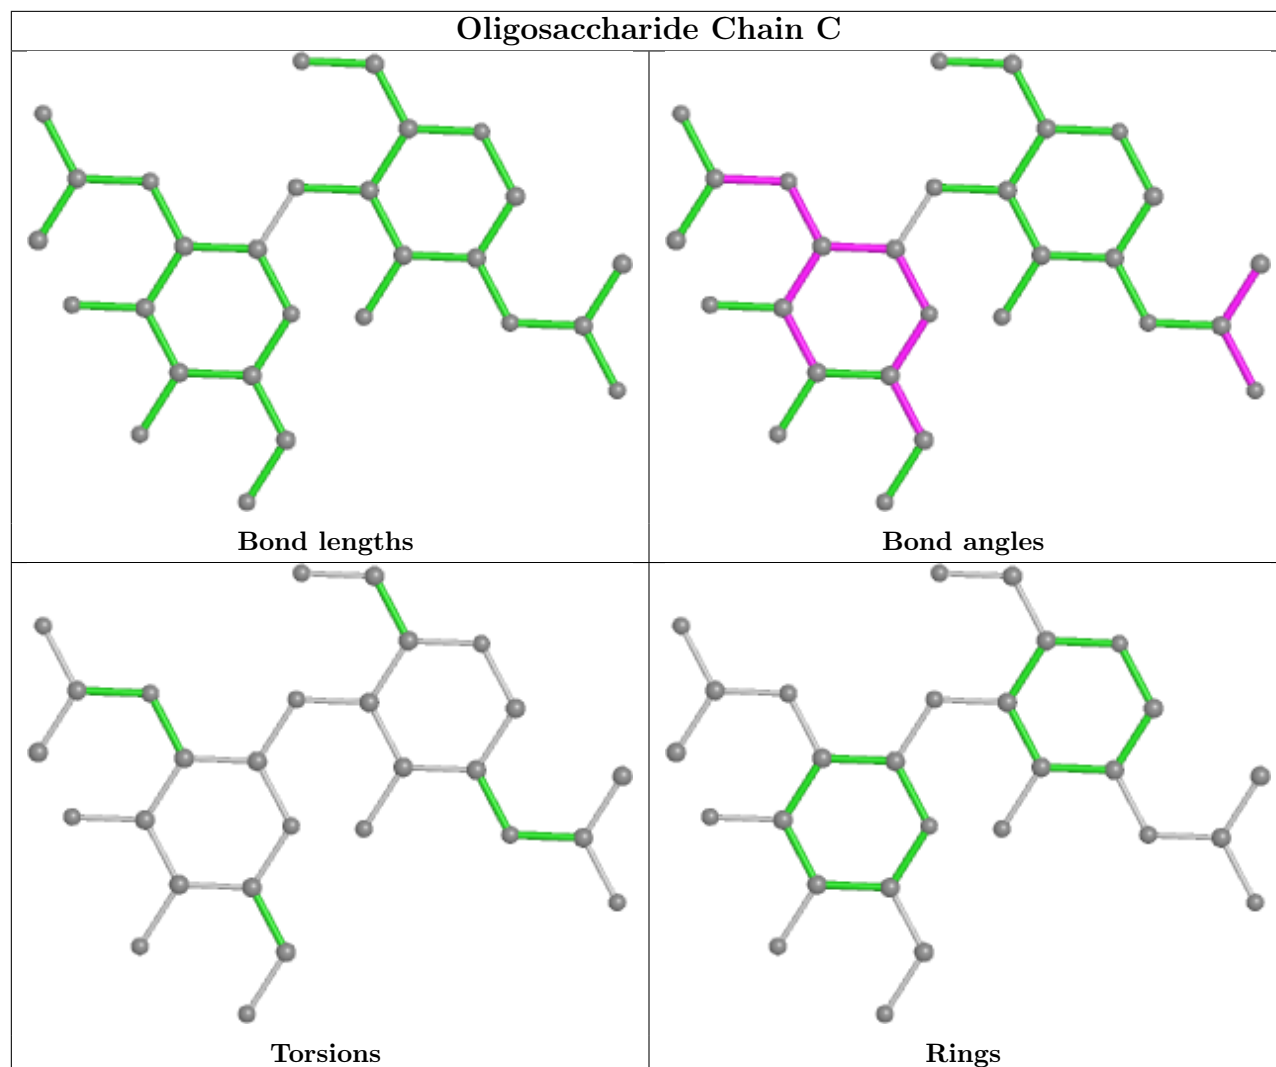 Oligosaccharide Chain C
Bond lengths
Bond angles
Torsions
Rings